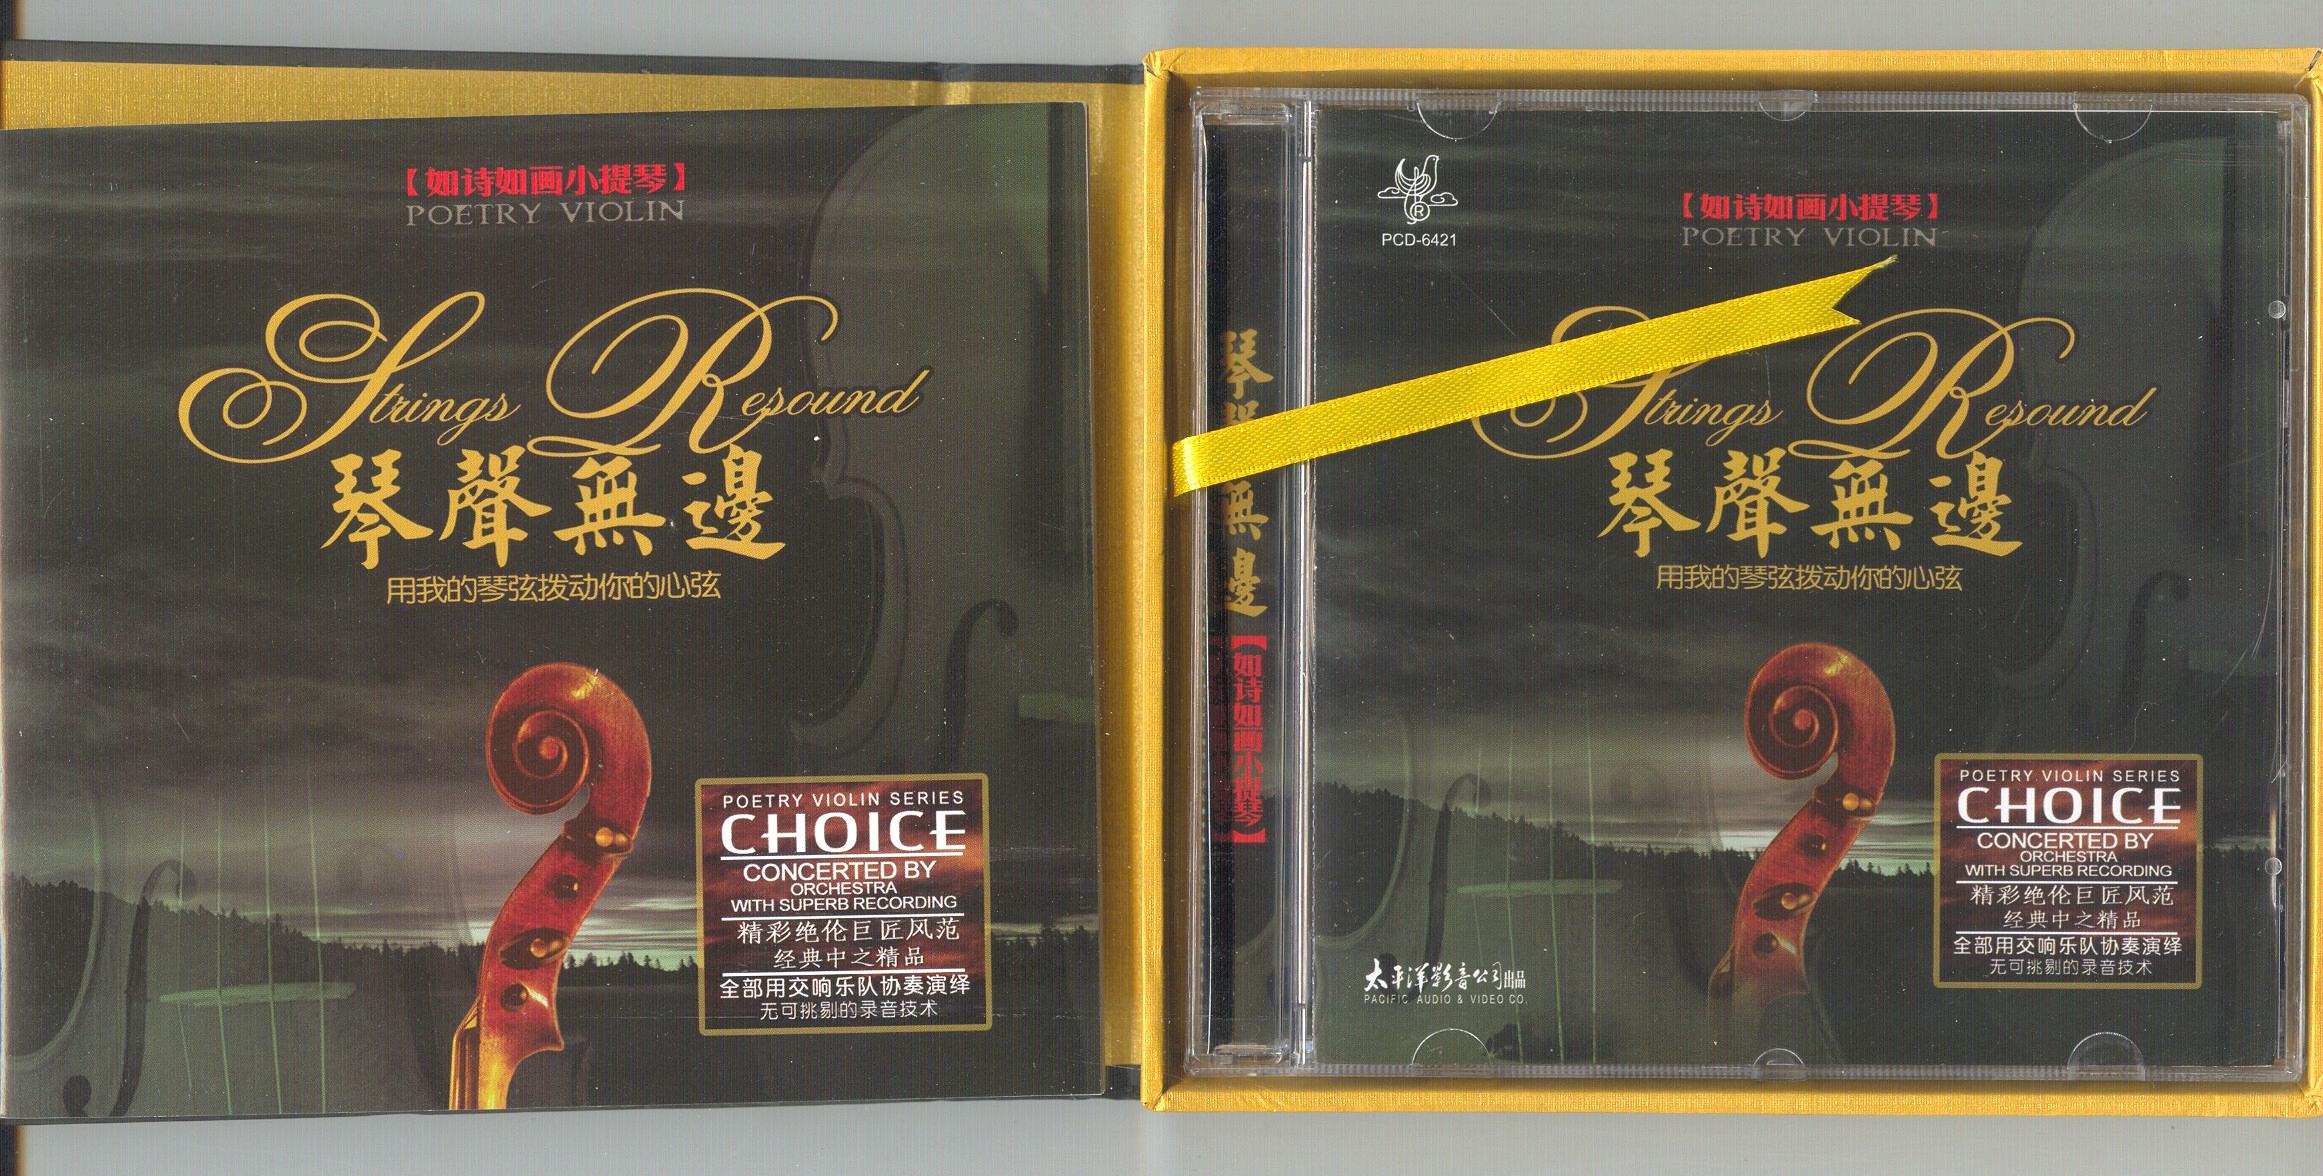 【如诗如画小提琴】
POETRY VIOLIN
Strings Resound
琴聲無邊
用我的琴弦拨动你的心弦
POETRY VIOLIN SERIES
CHOICE
CONCERTED BY
ORCHESTRA
WITH SUPERB RECORDING
精彩绝伦巨匠风范
经典中之精品
全部用交响乐队协奏演绎
无可挑剔的录音技术
琴聲無邊
【如诗如画小提琴】
R
PCD-6421
【如诗如画小提琴】
POETRY VIOLIN
Strings Resound
琴聲無邊
用我的琴弦拨动你的心弦
POETRY VIOLIN SERIES
CHOICE
CONCERTED BY
ORCHESTRA
WITH SUPERB RECORDING
精彩绝伦巨匠风范
经典中之精品
全部用交响乐队协奏演绎
无可挑剔的录音技术
太平洋影音公司出品
PACIFIC AUDIO & VIDEO CO.